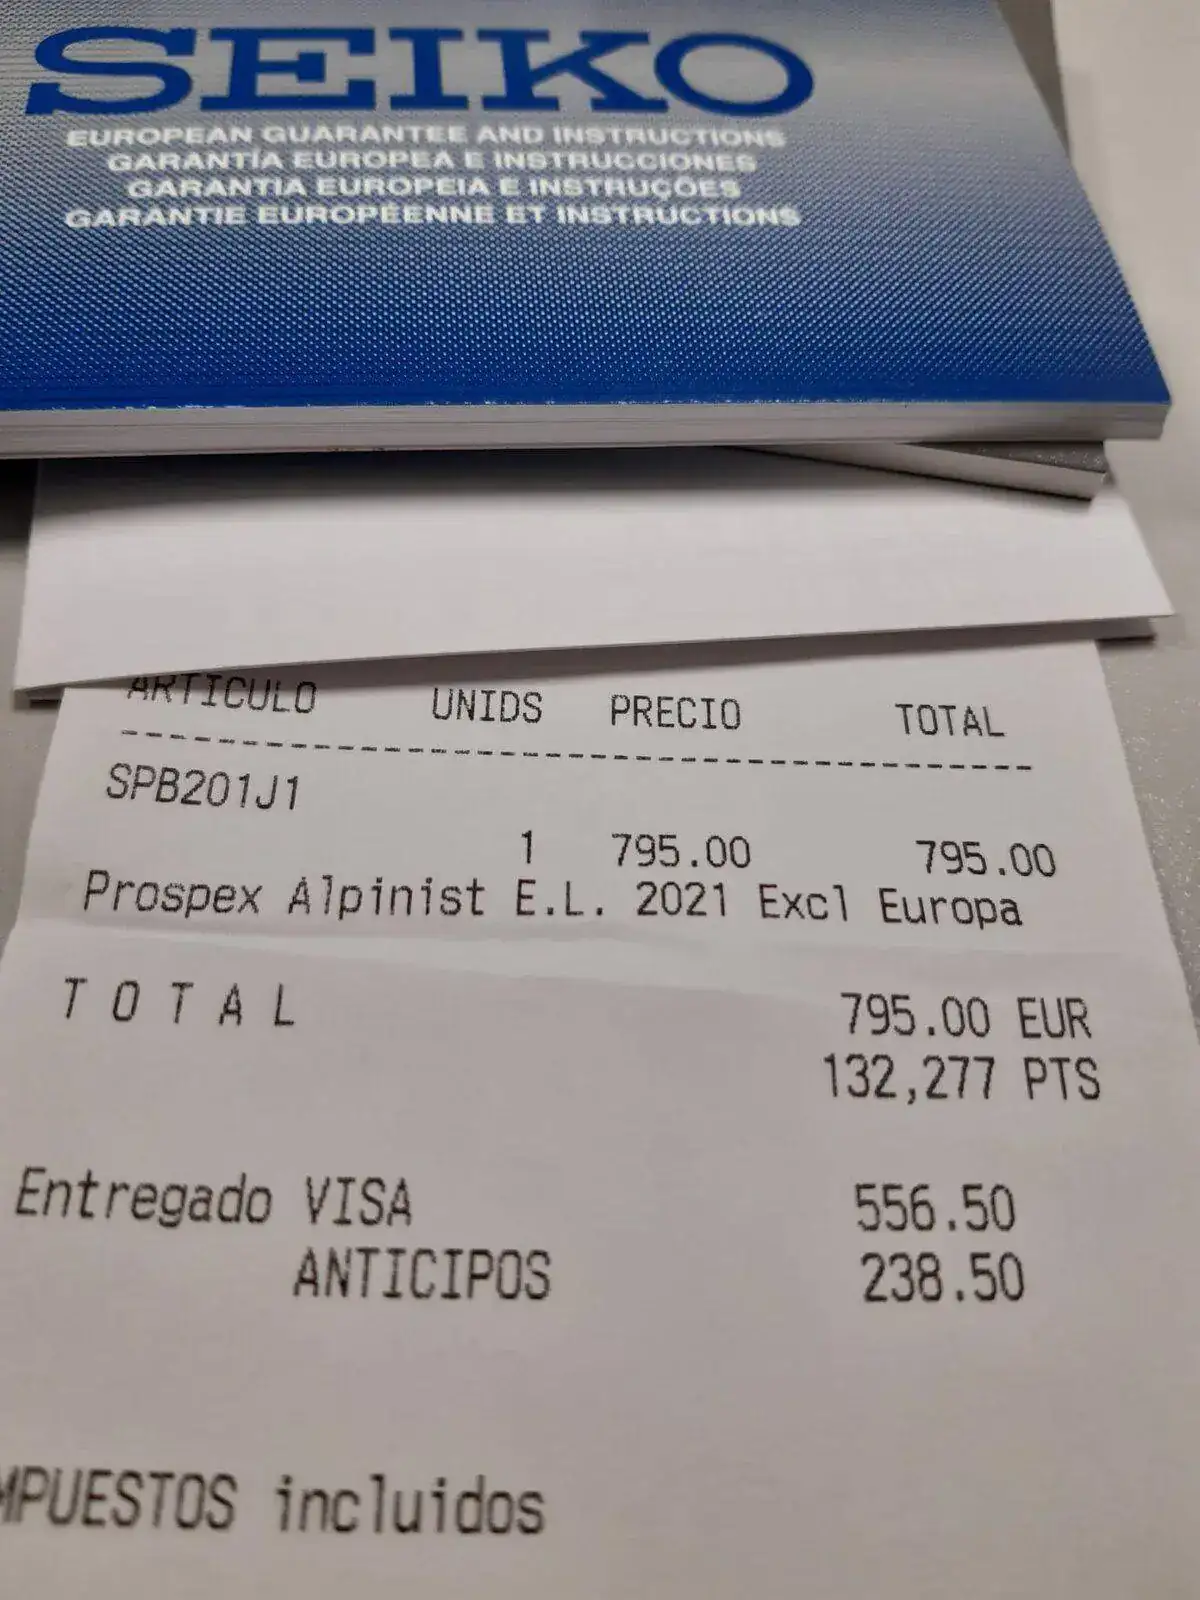 SEIKO
EUROPEAN GUARANTEE AND INSTRUCTIONS
GARANTÍA EUROPEA E INSTRUCCIONES
GARANTIA EUROPEIA E INSTRUÇÕES
GARANTIE EUROPÉENNE ET INSTRUCTIONS
ARTICULO UNIDS PRECIO TOTAL
SPB201J1
1 795.00 795.00
Prospex Alpinist E.L. 2021 Excl Europa
T O T A L 795.00 EUR
132,277 PTS
Entregado VISA 556.50
ANTICIPOS 238.50
MPUESTOS incluidos